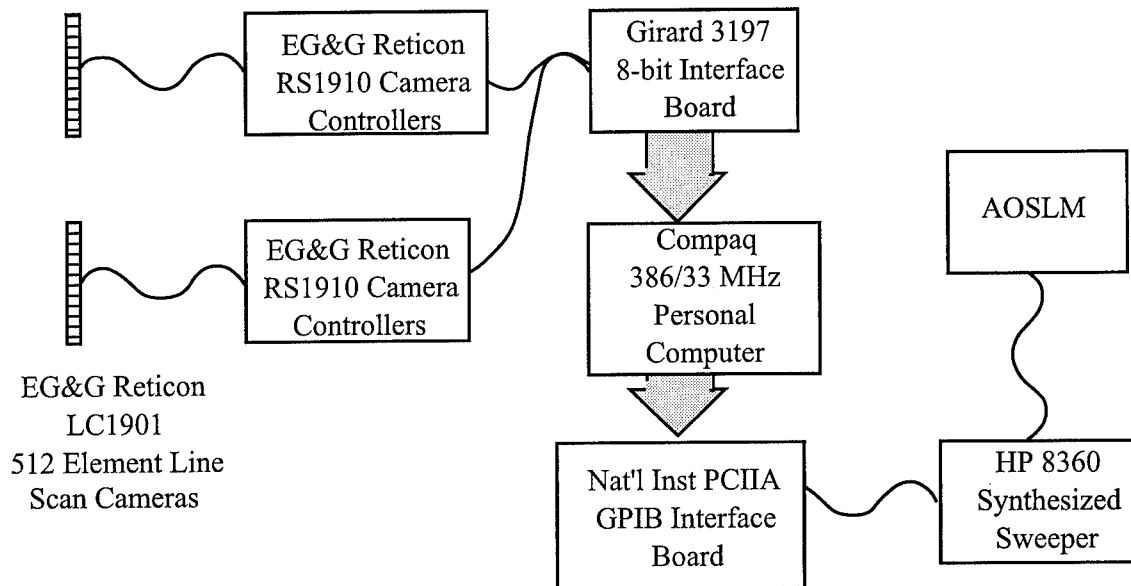 EG&G Reticon
RS1910 Camera
Controllers
Girard 3197
8-bit Interface
Board
EG&G Reticon
RS1910 Camera
Controllers
Compaq
386/33 MHz
Personal
Computer
AOSLM
EG&G Reticon
LC1901
512 Element Line
Scan Cameras
Nat'l Inst PCIIA
GPIB Interface
Board
HP 8360
Synthesized
Sweeper